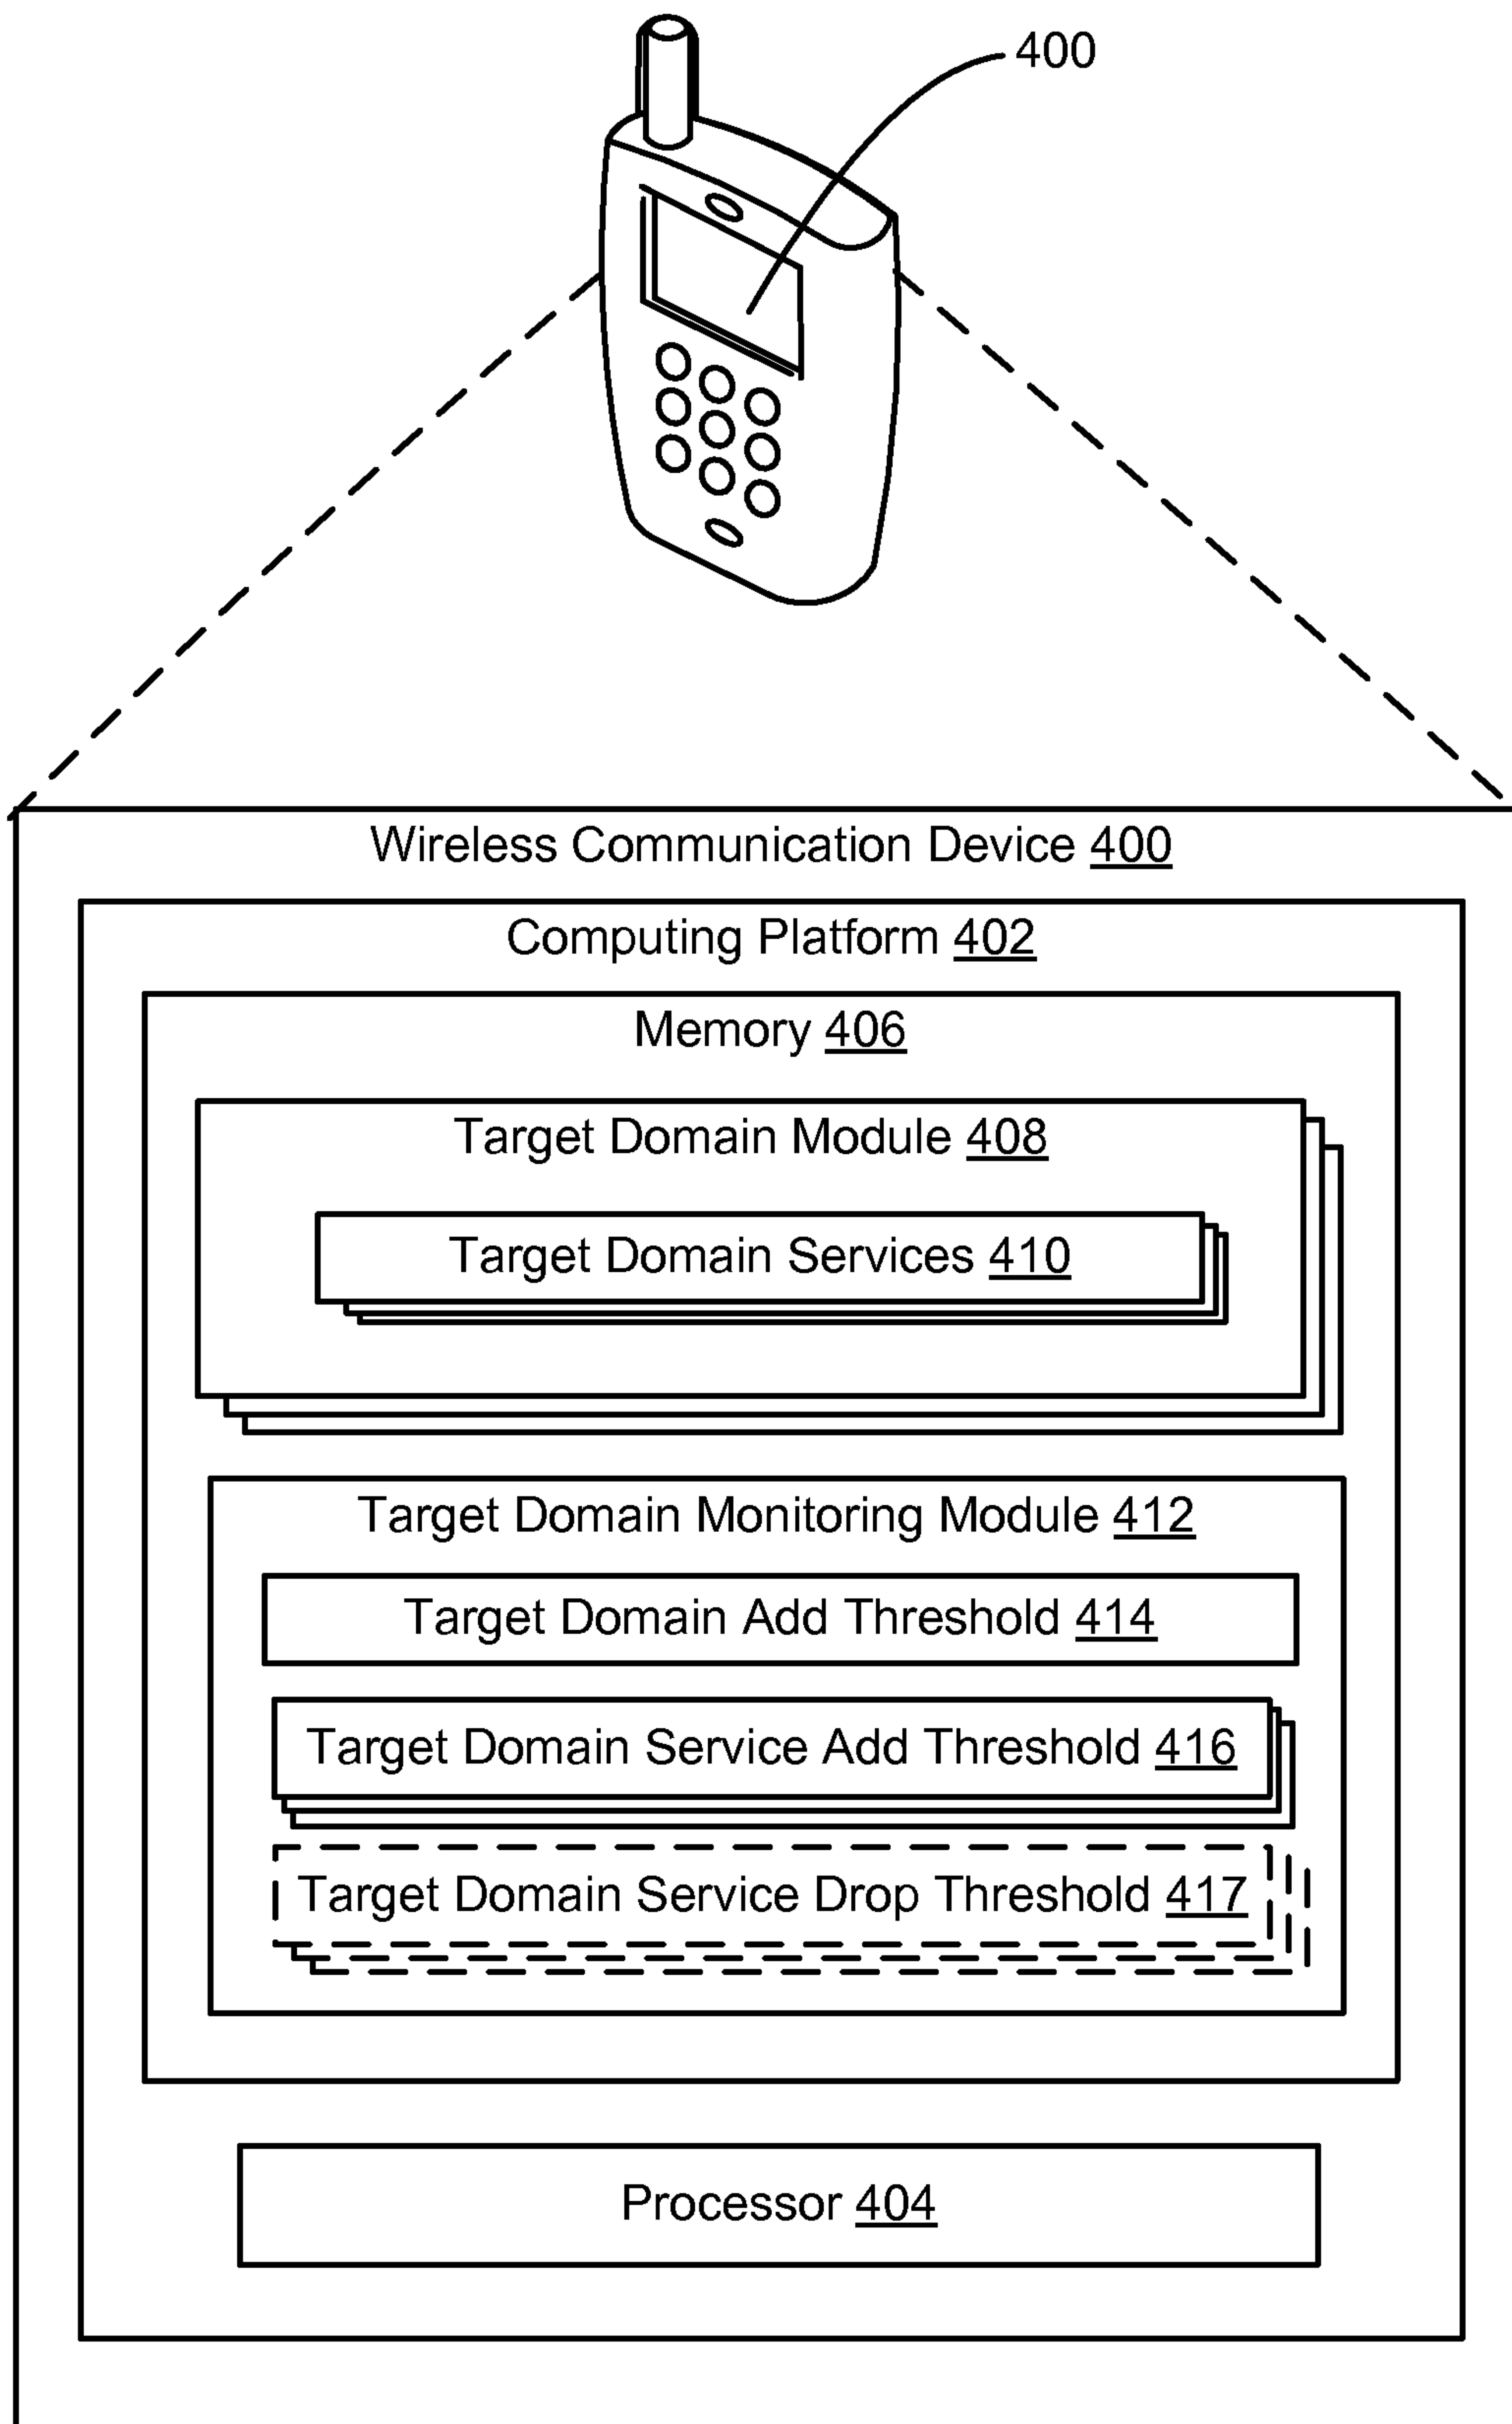 400
Wireless Communication Device 400
Computing Platform 402
Memory 406
Target Domain Module 408
Target Domain Services 410
Target Domain Monitoring Module 412
Target Domain Add Threshold 414
Target Domain Service Add Threshold 416
Target Domain Service Drop Threshold 417
Processor 404